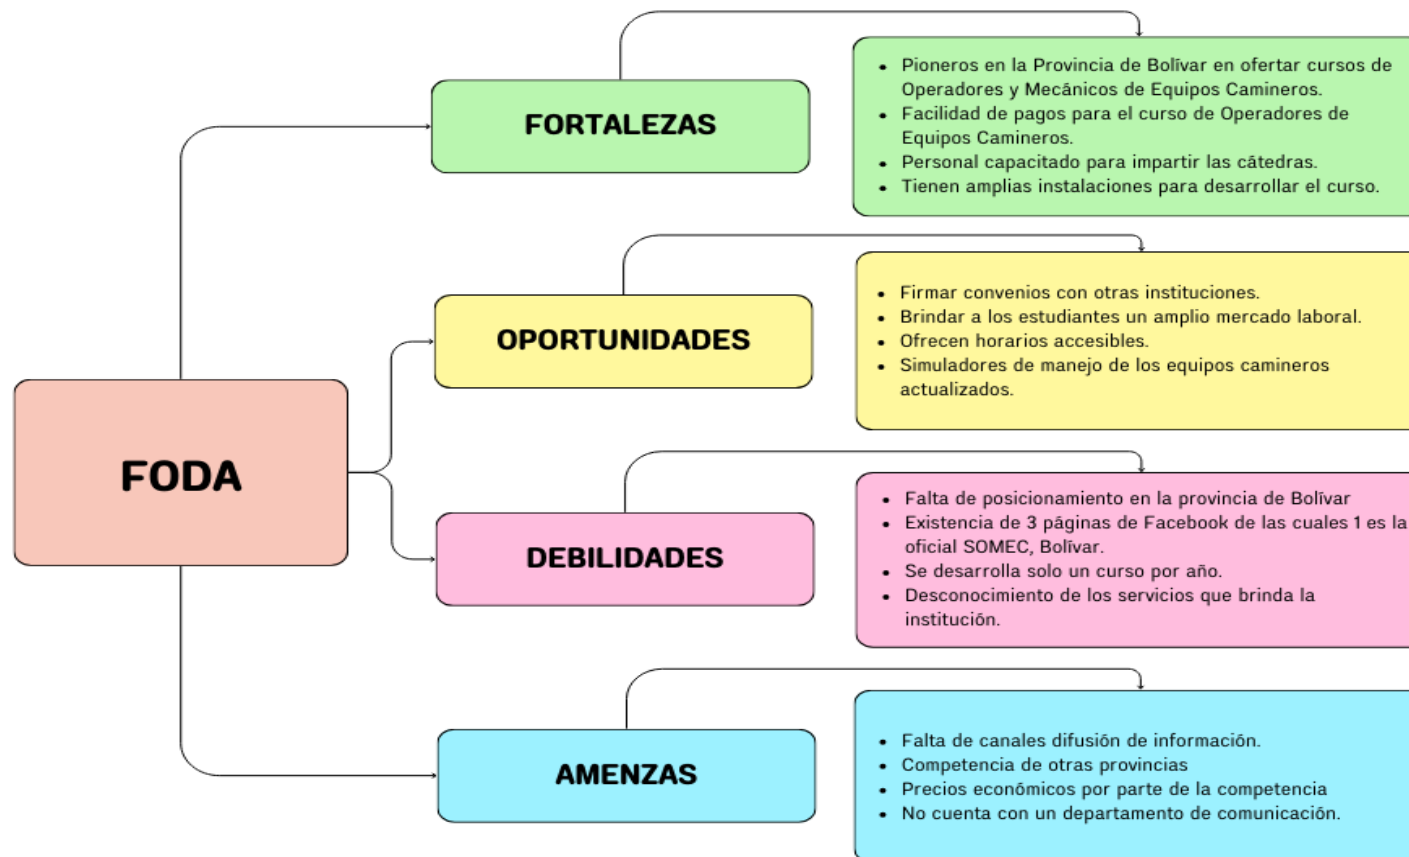 FODA
FORTALEZAS
• Pioneros en la Provincia de Bolívar en ofertar cursos de
Operadores y Mecánicos de Equipos Camineros.
• Facilidad de pagos para el curso de Operadores de
Equipos Camineros.
• Personal capacitado para impartir las cátedras.
• Tienen amplias instalaciones para desarrollar el curso.
OPORTUNIDADES
• Firmar convenios con otras instituciones.
• Brindar a los estudiantes un amplio mercado laboral.
• Ofrecen horarios accesibles.
• Simuladores de manejo de los equipos camineros
actualizados.
DEBILIDADES
• Falta de posicionamiento en la provincia de Bolívar
• Existencia de 3 páginas de Facebook de las cuales 1 es la
oficial SOMEC, Bolívar.
• Se desarrolla solo un curso por año.
• Desconocimiento de los servicios que brinda la
institución.
AMENZAS
• Falta de canales difusión de información.
• Competencia de otras provincias
• Precios económicos por parte de la competencia
• No cuenta con un departamento de comunicación.